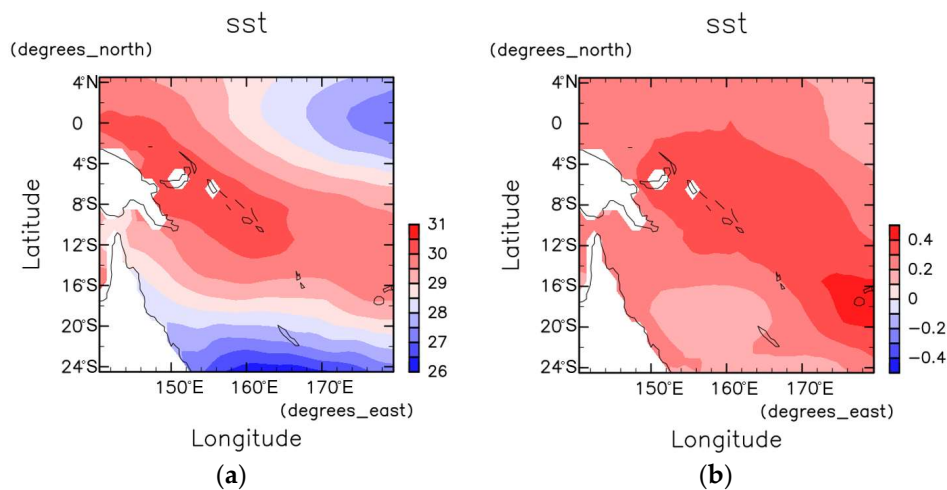 sst
(degrees_north)
4°N
0
4°S
8°S
12°S
16°S
20°S
24°S
Latitude
150°E
160°E
170°E
(degrees_east)
Longitude
31
30
29
28
27
26
(a)
sst
(degrees_north)
4°N
0
4°S
8°S
12°S
16°S
20°S
24°S
Latitude
150°E
160°E
170°E
(degrees_east)
Longitude
0.4
0.2
0
−0.2
−0.4
(b)